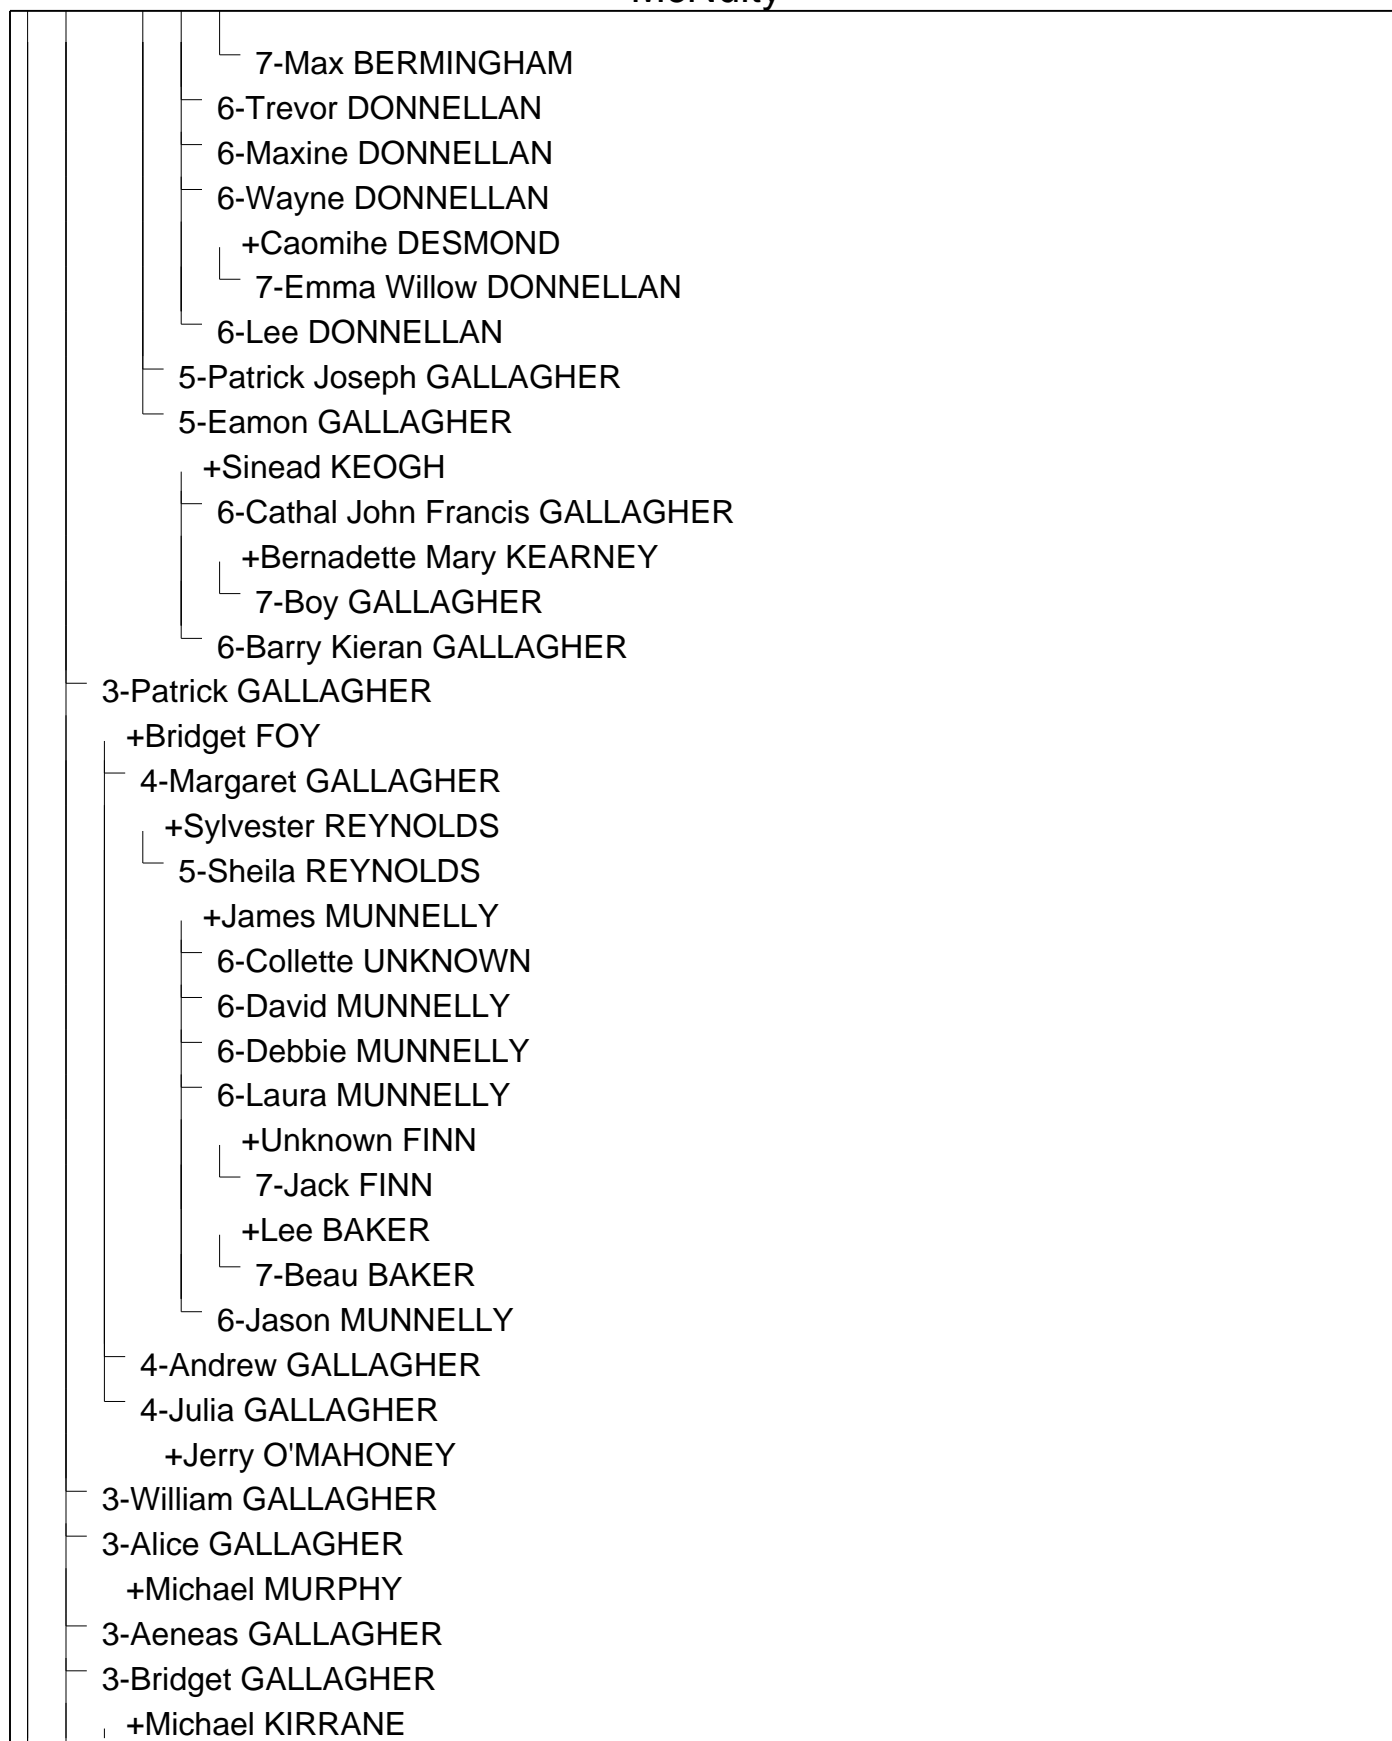 7-Max BERMINGHAM
6-Trevor DONNELLAN
6-Maxine DONNELLAN
6-Wayne DONNELLAN
+Caomihe DESMOND
7-Emma Willow DONNELLAN
6-Lee DONNELLAN
5-Patrick Joseph GALLAGHER
5-Eamon GALLAGHER
+Sinead KEOGH
6-Cathal John Francis GALLAGHER
+Bernadette Mary KEARNEY
7-Boy GALLAGHER
6-Barry Kieran GALLAGHER
3-Patrick GALLAGHER
+Bridget FOY
4-Margaret GALLAGHER
+Sylvester REYNOLDS
5-Sheila REYNOLDS
+James MUNNELLY
6-Collette UNKNOWN
6-David MUNNELLY
6-Debbie MUNNELLY
6-Laura MUNNELLY
+Unknown FINN
7-Jack FINN
+Lee BAKER
7-Beau BAKER
6-Jason MUNNELLY
4-Andrew GALLAGHER
4-Julia GALLAGHER
+Jerry O'MAHONEY
3-William GALLAGHER
3-Alice GALLAGHER
+Michael MURPHY
3-Aeneas GALLAGHER
3-Bridget GALLAGHER
+Michael KIRRANE